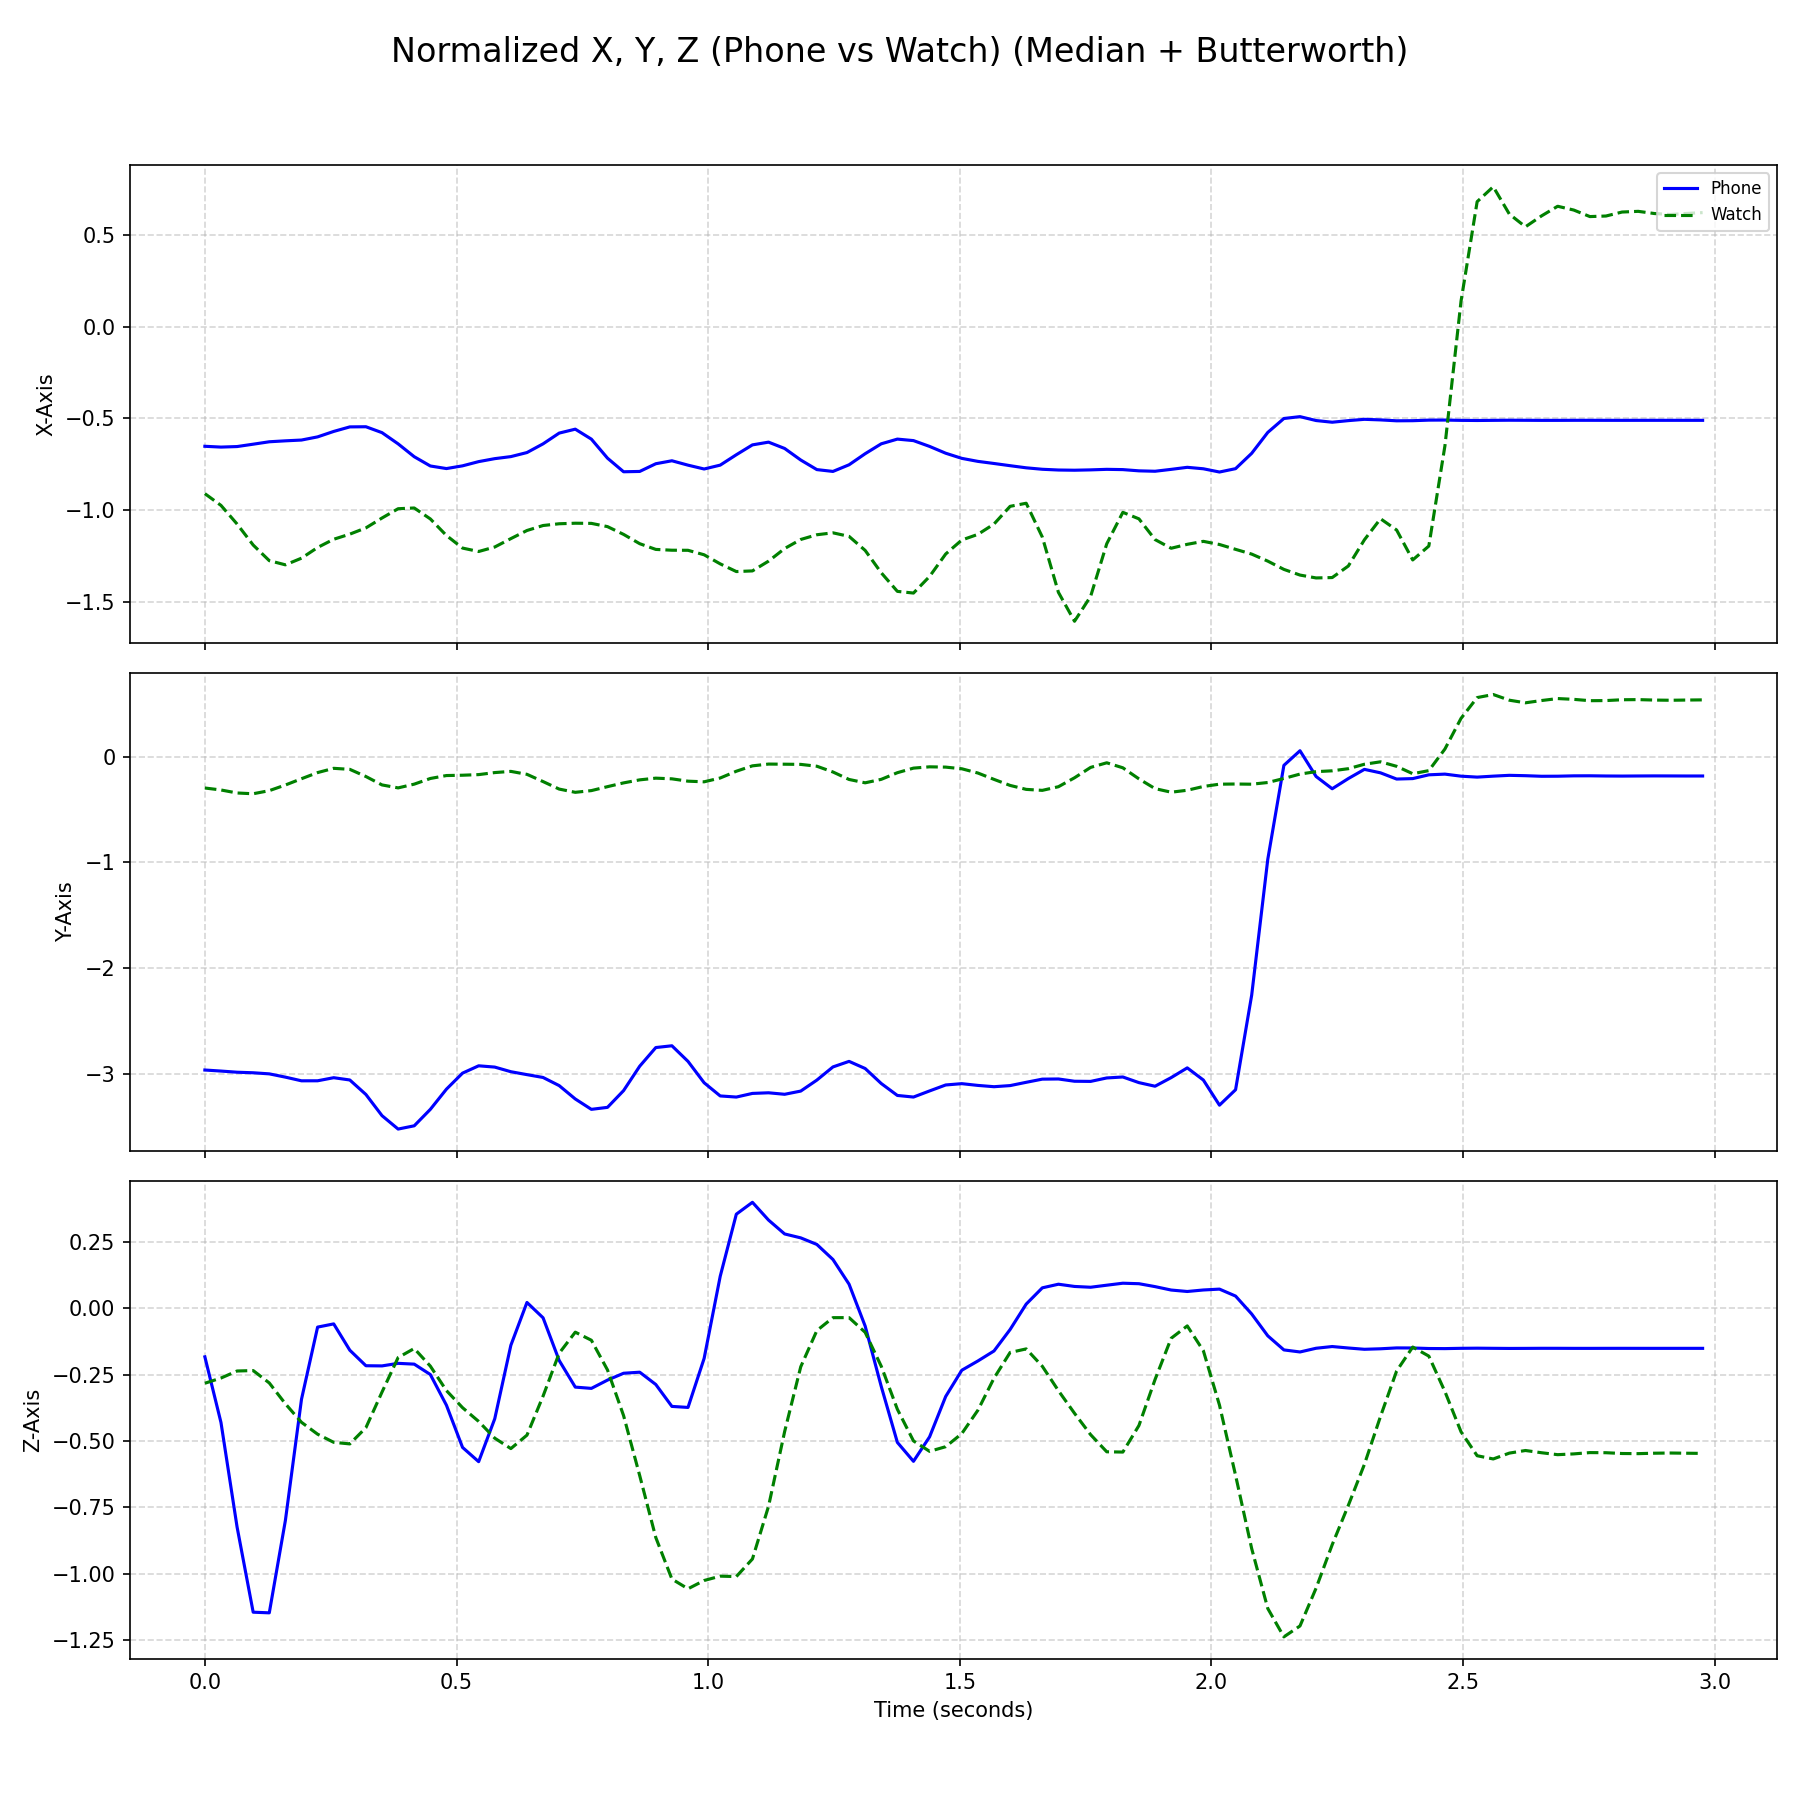 Normalized X, Y, Z (Phone vs Watch) (Median + Butterworth)
Phone
Watch
X-Axis
0.5
0.0
−0.5
−1.0
−1.5
Y-Axis
0
−1
−2
−3
Z-Axis
0.25
0.00
−0.25
−0.50
−0.75
−1.00
−1.25
0.0 0.5 1.0 1.5 2.0 2.5 3.0
Time (seconds)